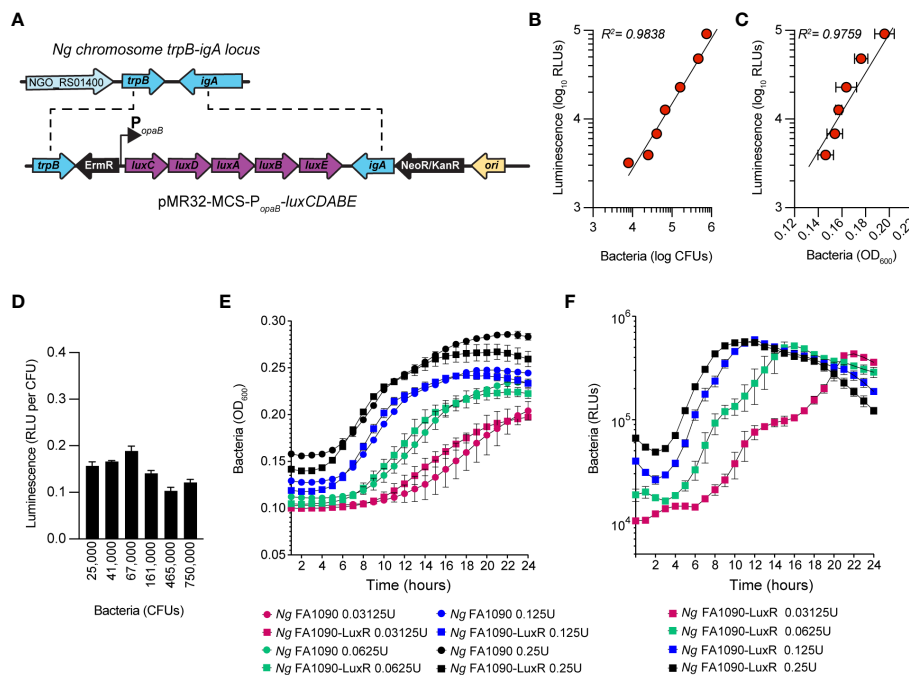 A
Ng chromosome trpB-igA locus
NGO_RS01400
trpB
igA
P opaB
trpB
ErmR
luxC
luxD
luxA
luxB
luxE
igA
NeoR/KanR
ori
pMR32-MCS-PopaB-luxCDABE
B
R2= 0.9838
Luminescence (log10 RLUs)
5
4
3
3 4 5 6
Bacteria (log CFUs)
C
R2= 0.9759
Luminescence (log10 RLUs)
5
4
3
0.12 0.14 0.16 0.18 0.20 0.22
Bacteria (OD600)
D
Luminescence (RLU per CFU)
0.4
0.3
0.2
0.1
0.0
25,000 41,000 67,000 161,000 465,000 750,000
Bacteria (CFUs)
E
Bacteria (OD600)
0.30
0.25
0.20
0.15
0.10
0.05
2 4 6 8 10 12 14 16 18 20 22 24
Time (hours)
Ng FA1090 0.03125U
Ng FA1090-LuxR 0.03125U
Ng FA1090 0.0625U
Ng FA1090-LuxR 0.0625U
Ng FA1090 0.125U
Ng FA1090-LuxR 0.125U
Ng FA1090 0.25U
Ng FA1090-LuxR 0.25U
F
Bacteria (RLUs)
10^6
10^5
10^4
2 4 6 8 10 12 14 16 18 20 22 24
Time (hours)
Ng FA1090-LuxR 0.03125U
Ng FA1090-LuxR 0.0625U
Ng FA1090-LuxR 0.125U
Ng FA1090-LuxR 0.25U